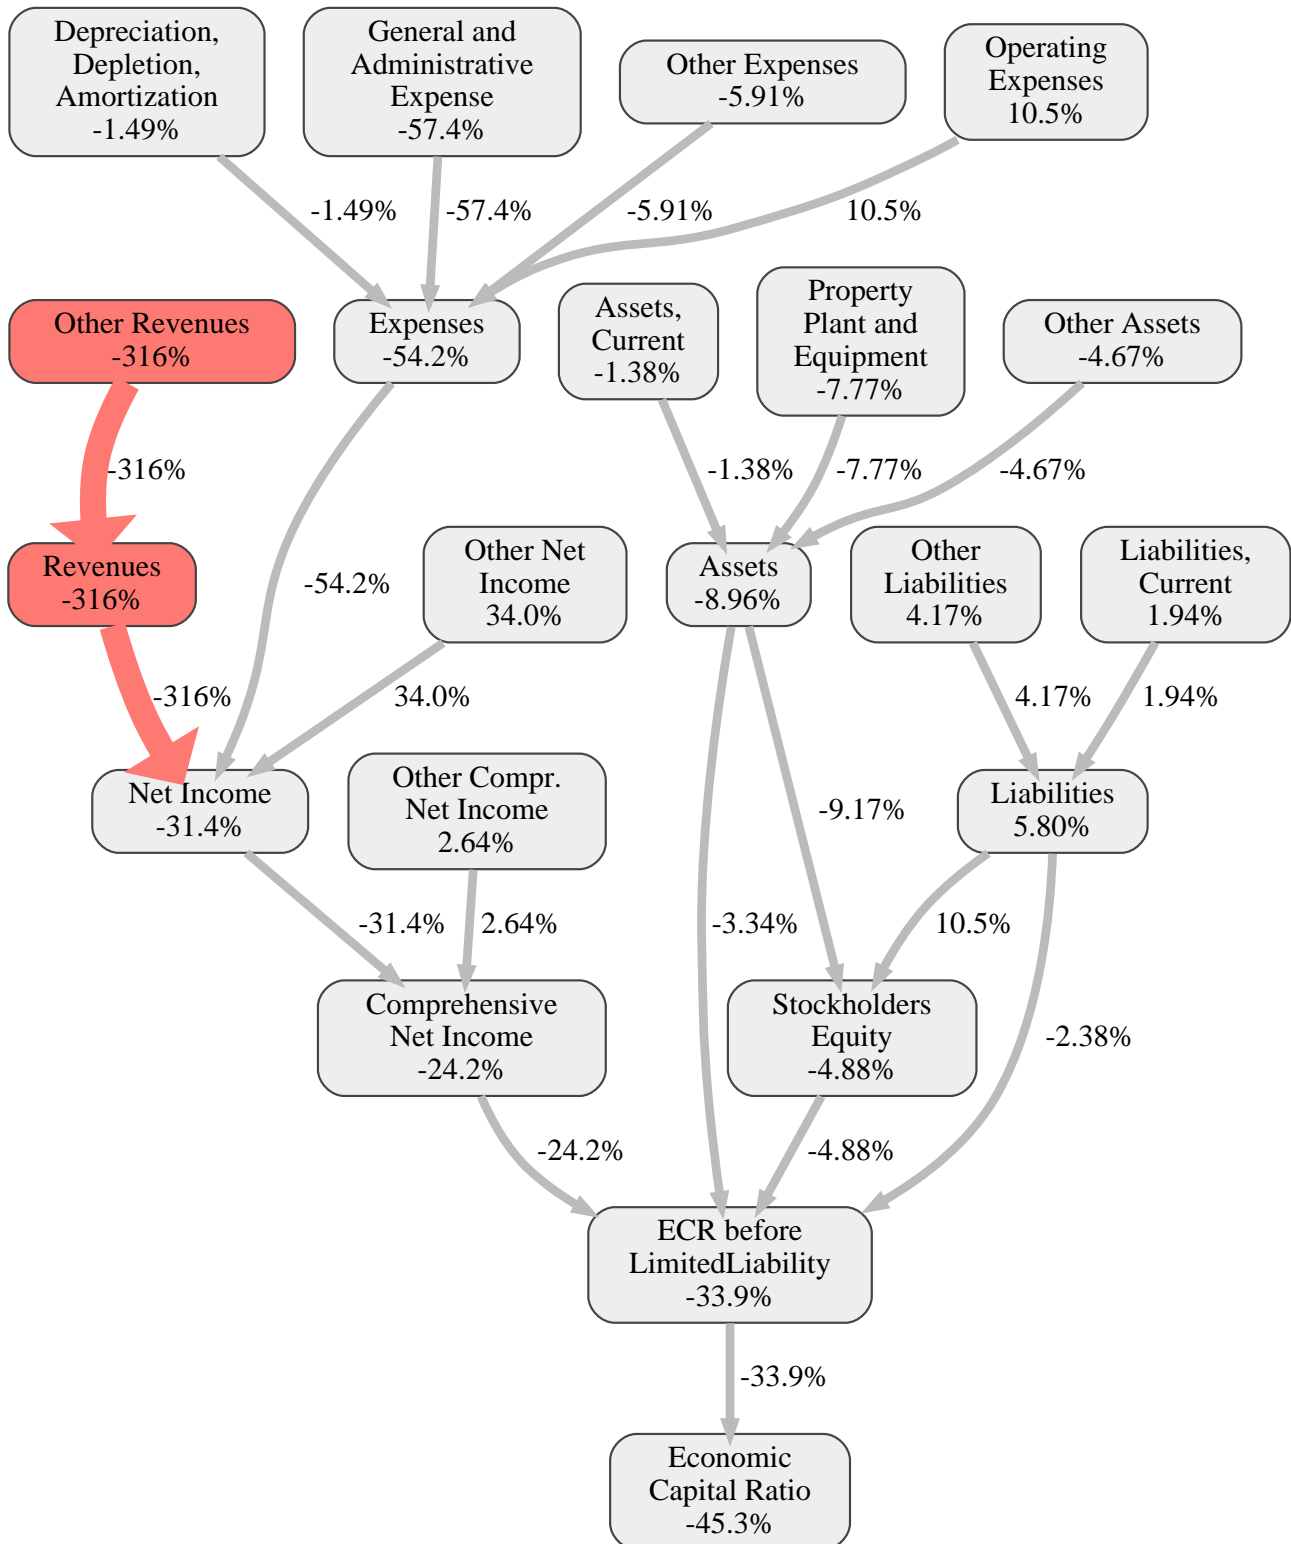 Depreciation,
Depletion,
Amortization
-1.49%
General and
Administrative
Expense
-57.4%
Other Expenses
-5.91%
Operating
Expenses
10.5%
-1.49%
-57.4%
-5.91%
10.5%
Other Revenues
-316%
Expenses
-54.2%
Assets,
Current
-1.38%
Property
Plant and
Equipment
-7.77%
Other Assets
-4.67%
-316%
-1.38%
-7.77%
-4.67%
Revenues
-316%
-54.2%
Other Net
Income
34.0%
Assets
-8.96%
Other
Liabilities
4.17%
Liabilities,
Current
1.94%
-316%
34.0%
4.17%
1.94%
Net Income
-31.4%
Other Compr.
Net Income
2.64%
-9.17%
Liabilities
5.80%
-31.4%
2.64%
-3.34%
10.5%
Comprehensive
Net Income
-24.2%
Stockholders
Equity
-4.88%
-2.38%
-24.2%
-4.88%
ECR before
LimitedLiability
-33.9%
-33.9%
Economic
Capital Ratio
-45.3%